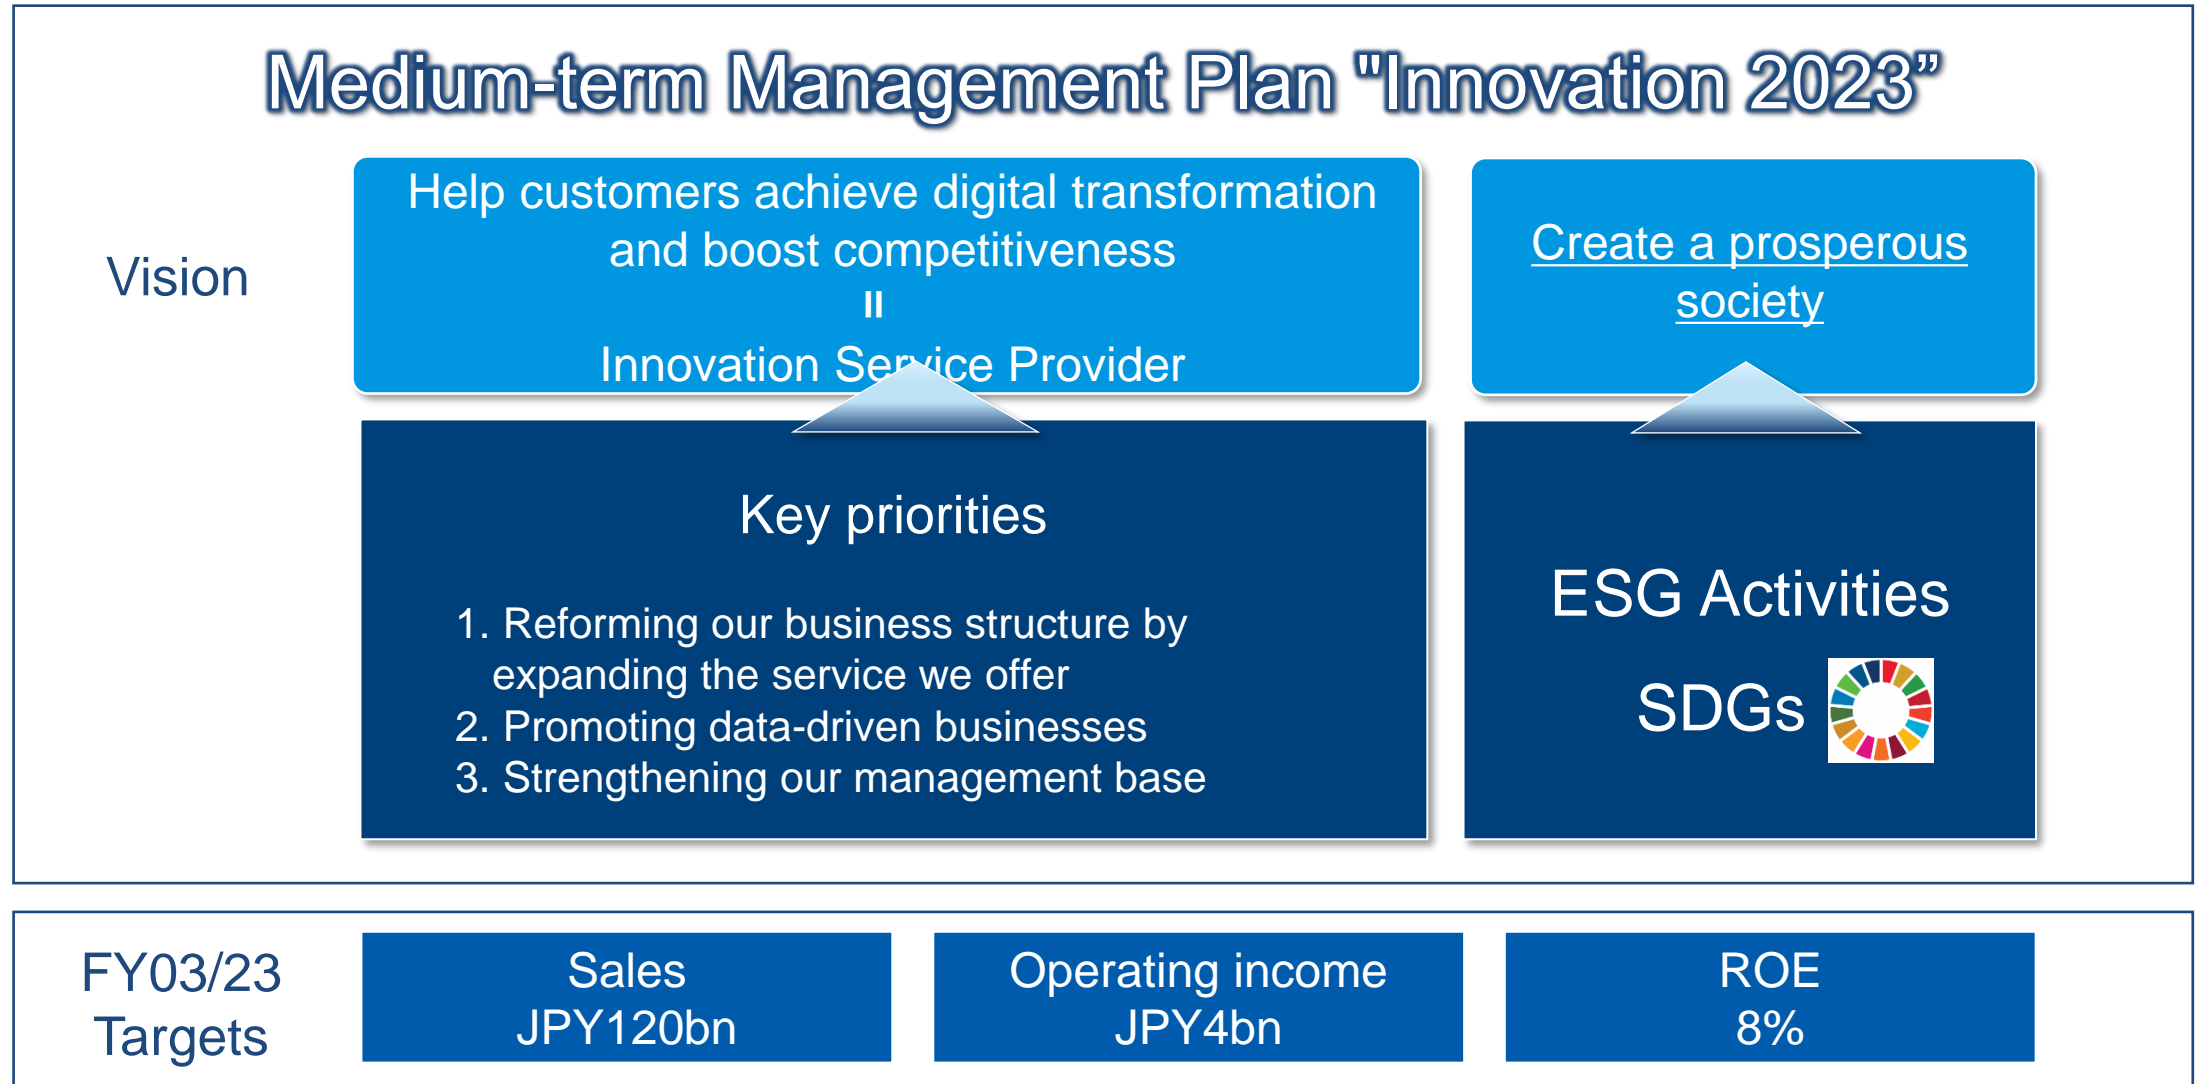 Medium-term Management Plan "Innovation 2023”
Vision
Help customers achieve digital transformation
and boost competitiveness
=
Innovation Service Provider
Create a prosperous
society
Key priorities
1. Reforming our business structure by
expanding the service we offer
2. Promoting data-driven businesses
3. Strengthening our management base
ESG Activities
SDGs
FY03/23
Targets
Sales
JPY120bn
Operating income
JPY4bn
ROE
8%